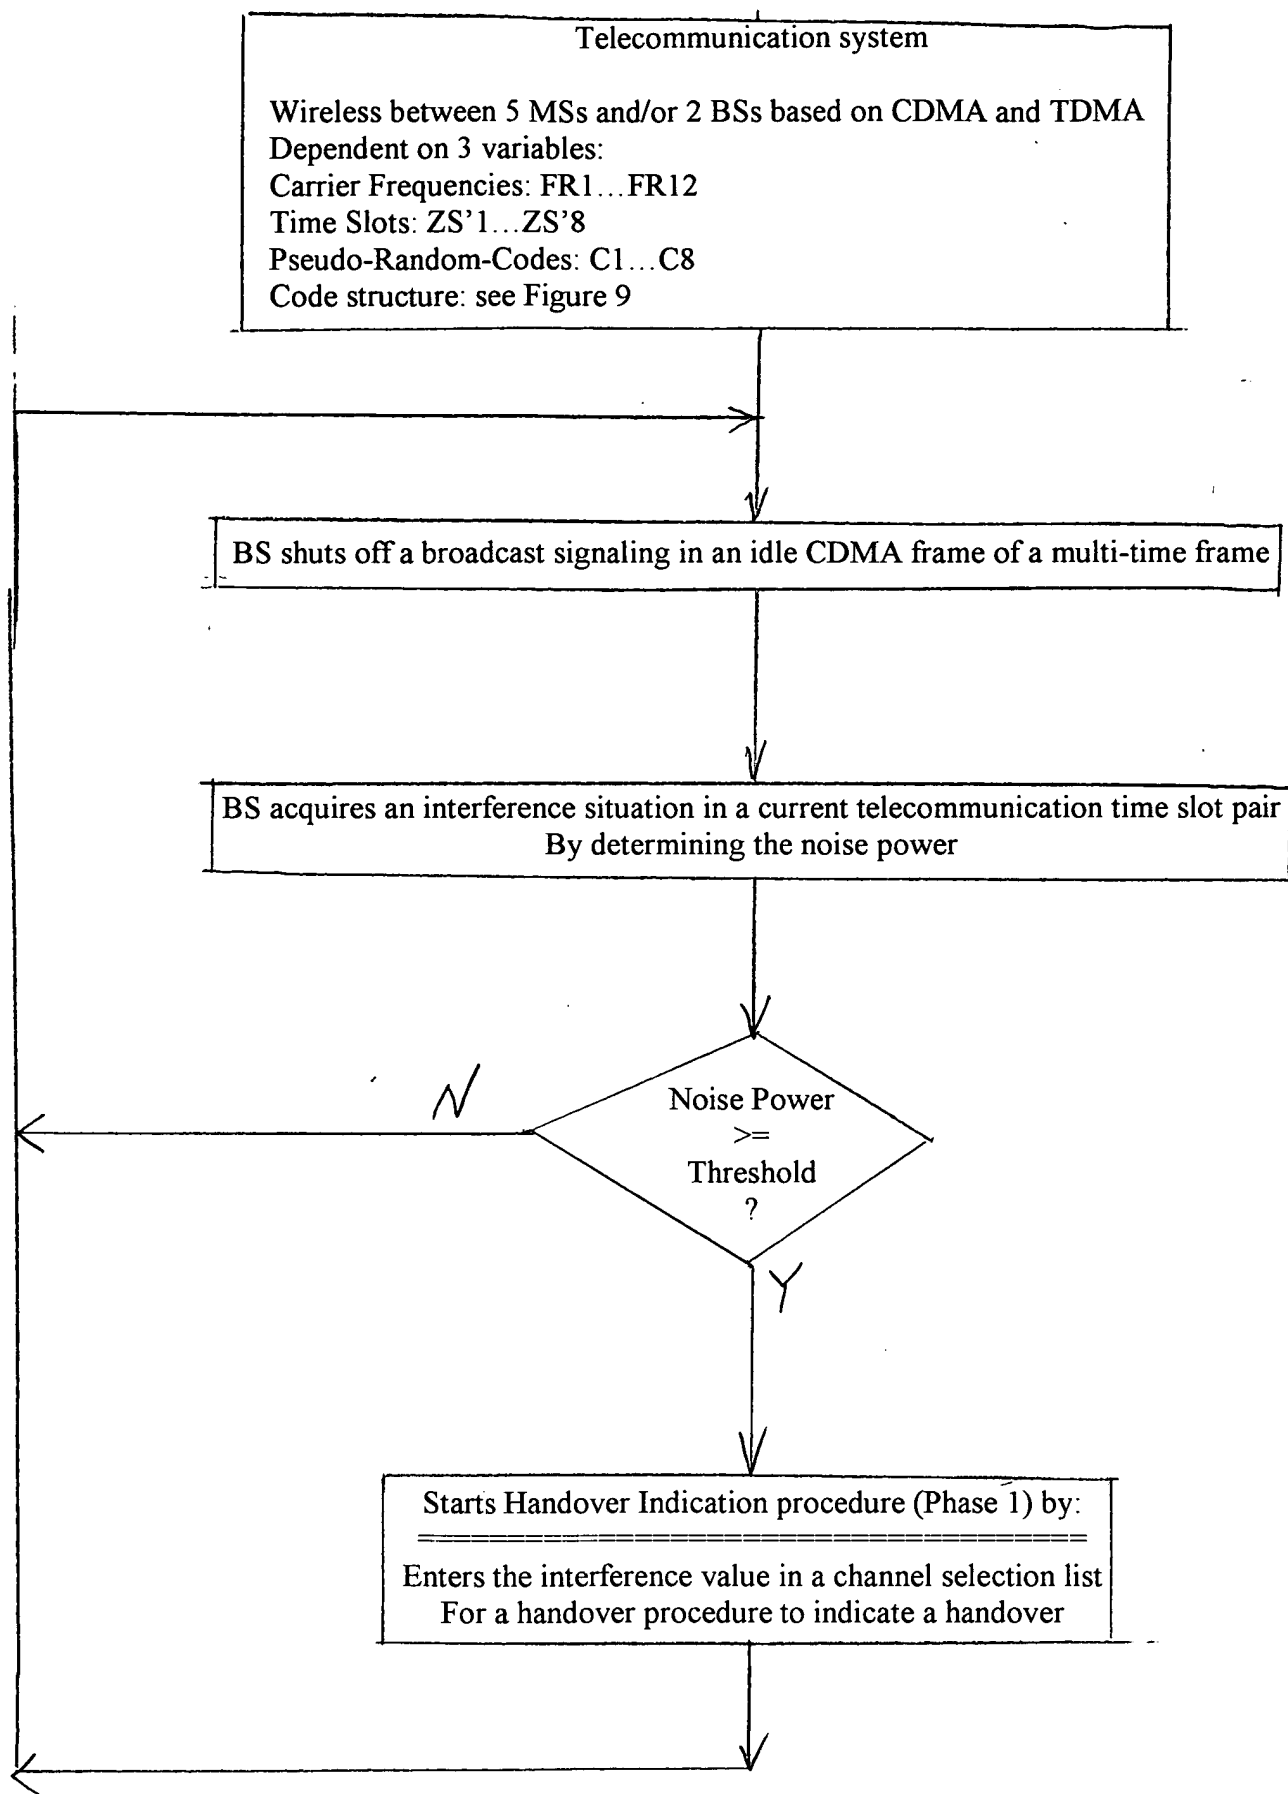 Telecommunication system
Wireless between 5 MSs and/or 2 BSs based on CDMA and TDMA
Dependent on 3 variables:
Carrier Frequencies: FR1...FR12
Time Slots: ZS’1...ZS’8
Pseudo-Random-Codes: C1...C8
Code structure: see Figure 9
BS shuts off a broadcast signaling in an idle CDMA frame of a multi-time frame
BS acquires an interference situation in a current telecommunication time slot pair
By determining the noise power
N
Noise Power
>=
Threshold
?
Y
Starts Handover Indication procedure (Phase 1) by:
======================================
Enters the interference value in a channel selection list
For a handover procedure to indicate a handover